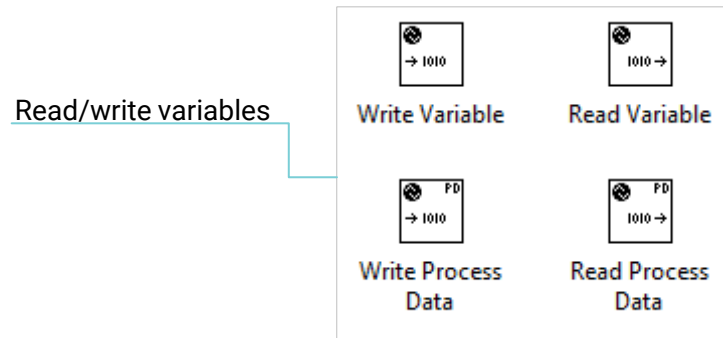 → 1010
1010 →
Write Variable
Read Variable
Read/write variables
PD
→ 1010
PD
1010 →
Write Process
Data
Read Process
Data